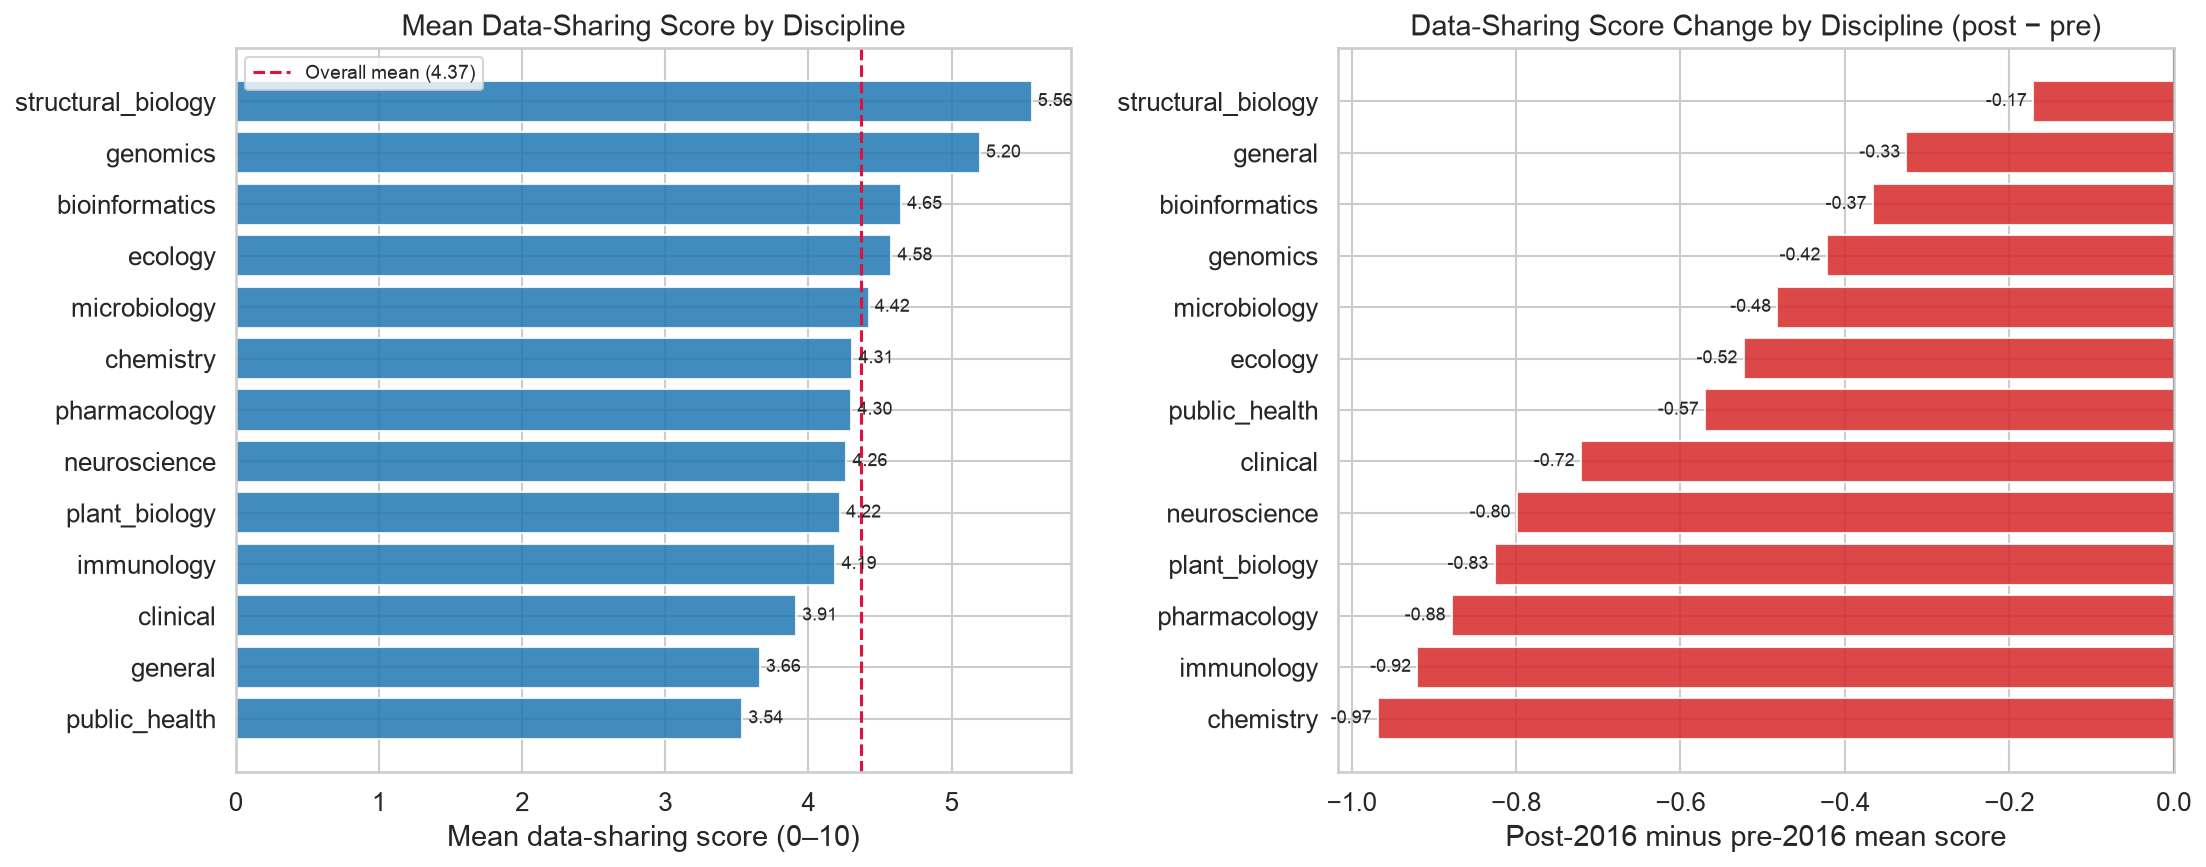 Mean Data-Sharing Score by Discipline
Overall mean (4.37)
structural_biology 5.56
genomics 5.20
bioinformatics 4.65
ecology 4.58
microbiology 4.42
chemistry 4.31
pharmacology 4.30
neuroscience 4.26
plant_biology 4.22
immunology 4.19
clinical 3.91
general 3.66
public_health 3.54
0 1 2 3 4 5
Mean data-sharing score (0–10)
Data-Sharing Score Change by Discipline (post − pre)
structural_biology -0.17
general -0.33
bioinformatics -0.37
genomics -0.42
microbiology -0.48
ecology -0.52
public_health -0.57
clinical -0.72
neuroscience -0.80
plant_biology -0.83
pharmacology -0.88
immunology -0.92
chemistry -0.97
−1.0 −0.8 −0.6 −0.4 −0.2 0.0
Post-2016 minus pre-2016 mean score